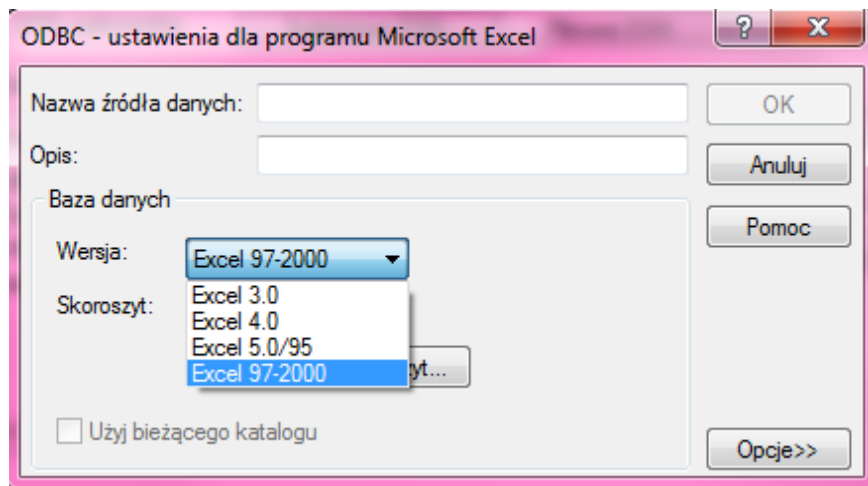 ODBC - ustawienia dla programu Microsoft Excel
Nazwa źródła danych:
OK
Opis:
Anuluj
Baza danych
Pomoc
Wersja:
Excel 97-2000
Excel 3.0
Skoroszyt:
Excel 4.0
Excel 5.0/95
Excel 97-2000
yt...
Użyj bieżącego katalogu
Opcje>>